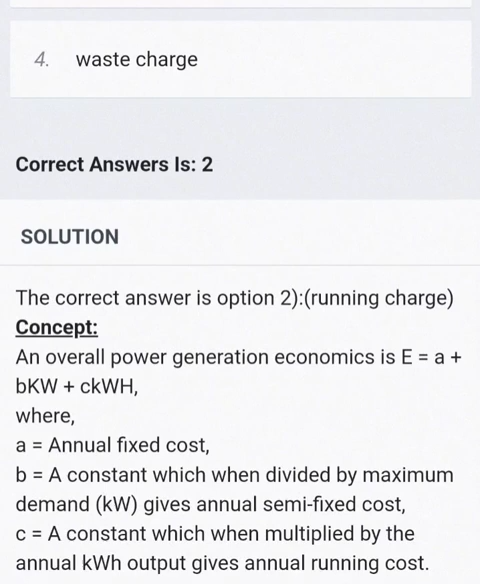 4. waste charge
Correct Answers Is: 2
SOLUTION
The correct answer is option 2):(running charge)
Concept:
An overall power generation economics is E = a +
bKW + ckWH,
where,
a = Annual fixed cost,
b = A constant which when divided by maximum
demand (kW) gives annual semi-fixed cost,
c = A constant which when multiplied by the
annual kWh output gives annual running cost.